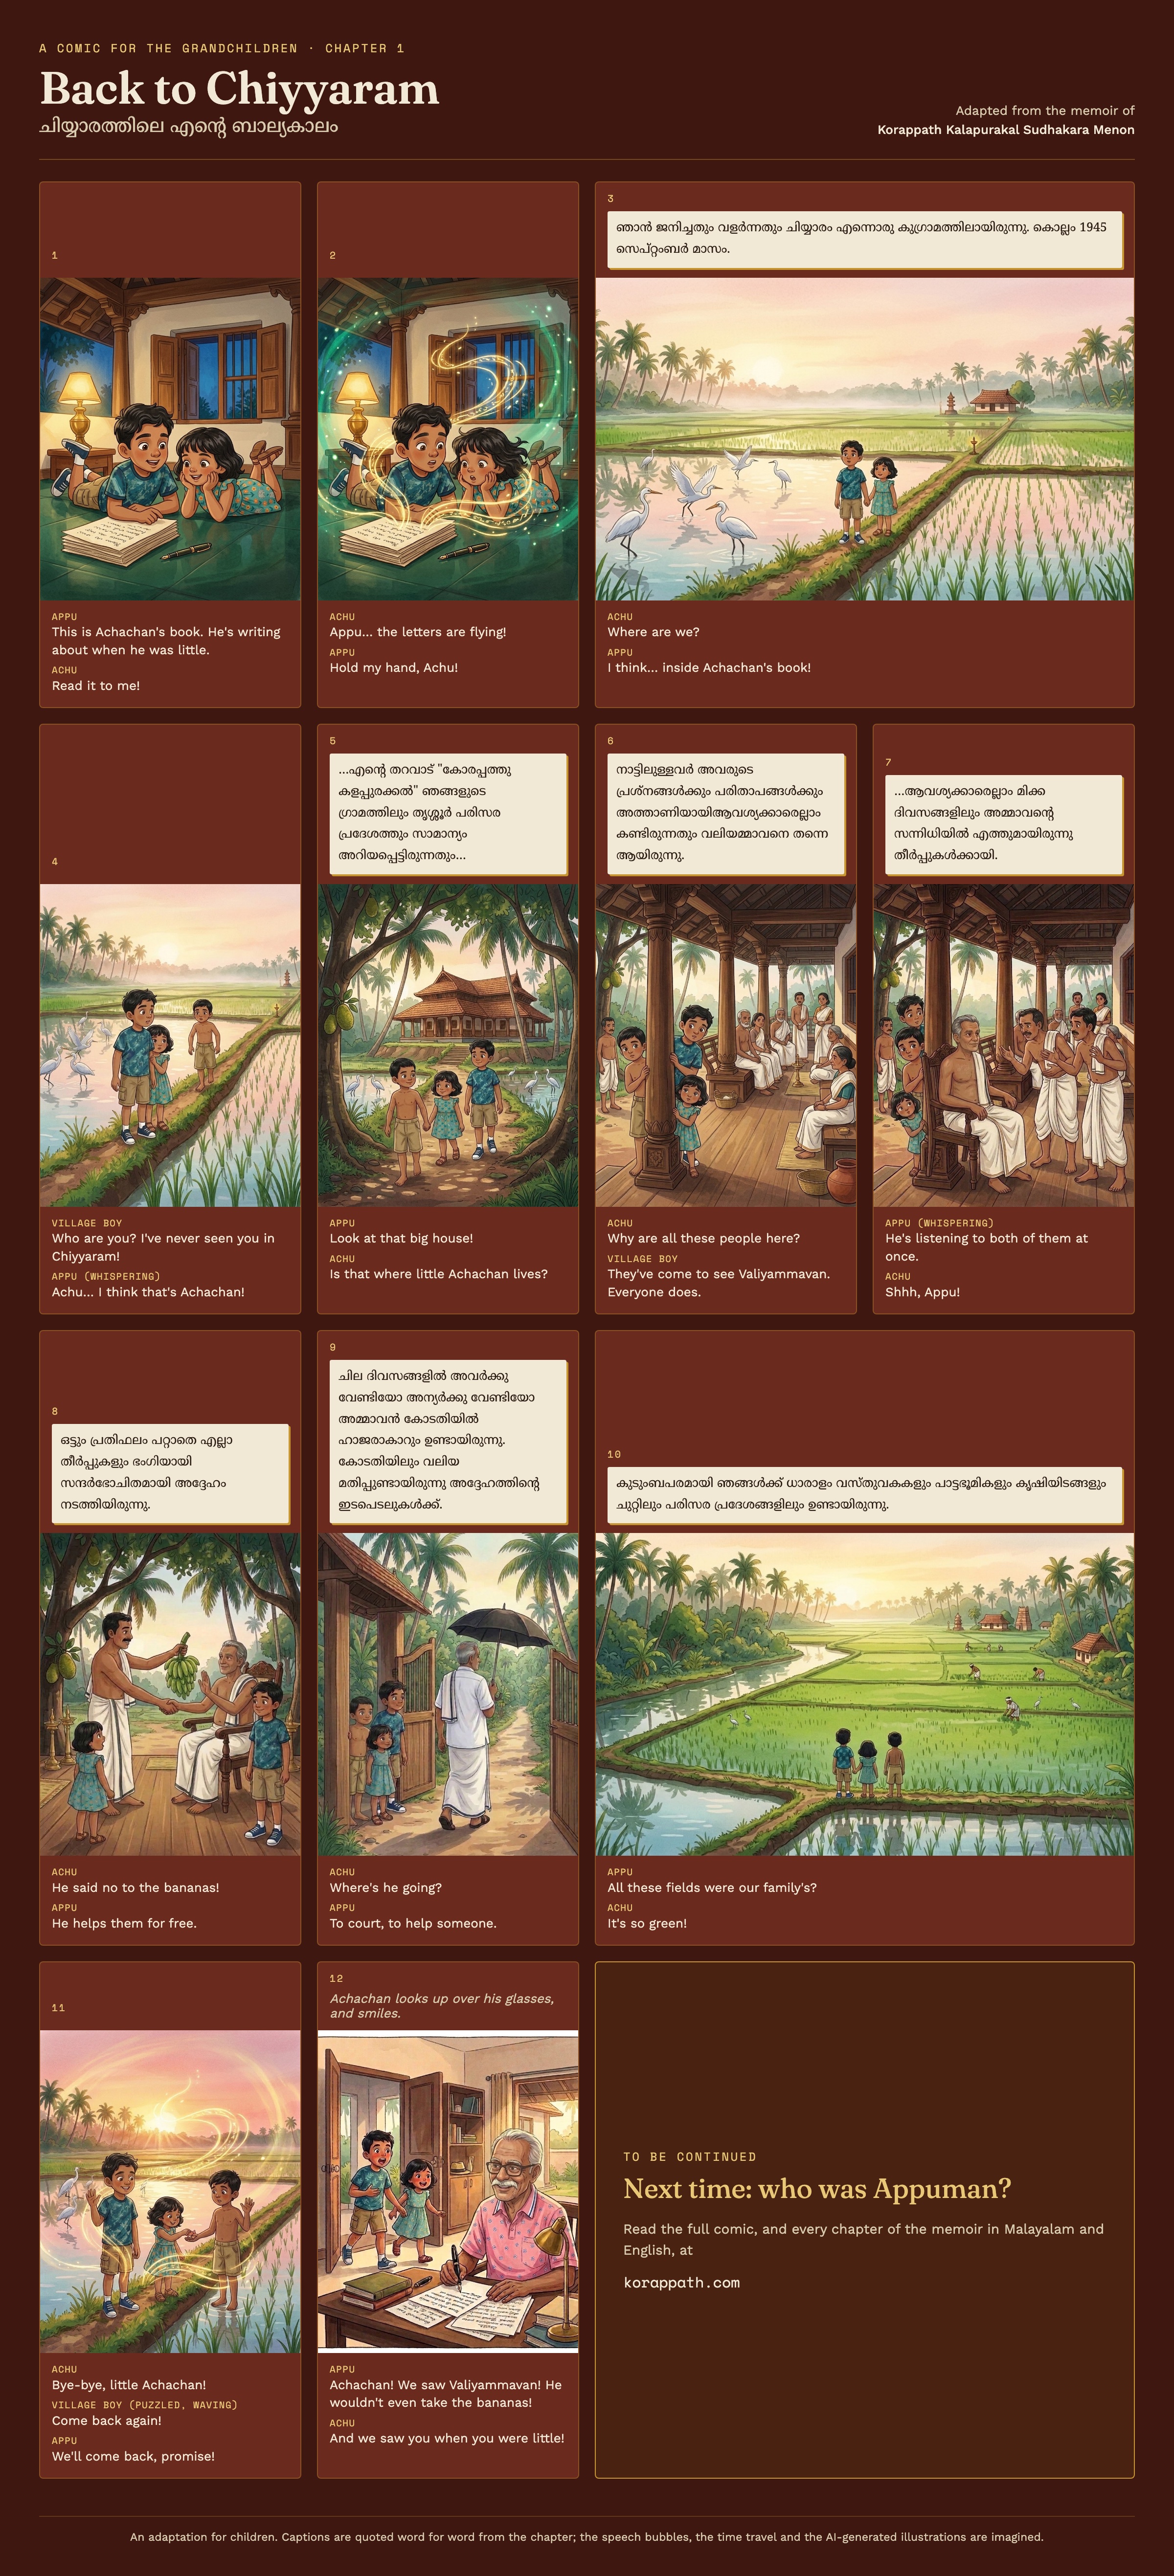 A COMIC FOR THE GRANDCHILDREN · CHAPTER 1
Back to Chiyyaram
ചിയ്യാരത്തിലെ എന്റെ ബാല്യകാലം
Adapted from the memoir of
Korappath Kalapurakal Sudhakara Menon
1
APPU
This is Achachan's book. He's writing
about when he was little.
ACHU
Read it to me!
2
ACHU
Appu... the letters are flying!
APPU
Hold my hand, Achu!
3
ഞാൻ ജനിച്ചതും വളർന്നതും ചിയ്യാരം എന്നൊരു കുഗ്രാമത്തിലായിരുന്നു. കൊല്ലം 1945
സെപ്റ്റംബർ മാസം.
ACHU
Where are we?
APPU
I think... inside Achachan's book!
4
VILLAGE BOY
Who are you? I've never seen you in
Chiyyaram!
APPU (WHISPERING)
Achu... I think that's Achachan!
5
...എന്റെ തറവാട് "കോരപ്പത്തു
കളപ്പുരക്കൽ" ഞങ്ങളുടെ
ഗ്രാമത്തിലും തൃശ്ശൂർ പരിസര
പ്രദേശത്തും സാമാന്യം
അറിയപ്പെട്ടിരുന്നതും...
APPU
Look at that big house!
ACHU
Is that where little Achachan lives?
6
നാട്ടിലുള്ളവർ അവരുടെ
പ്രശ്നങ്ങൾക്കും പരിതാപങ്ങൾക്കും
അത്താണിയായിആവശ്യക്കാരെല്ലാം
കണ്ടിരുന്നതും വലിയമ്മാവനെ തന്നെ
ആയിരുന്നു.
ACHU
Why are all these people here?
VILLAGE BOY
They've come to see Valiyammavan.
Everyone does.
7
...ആവശ്യക്കാരെല്ലാം മിക്ക
ദിവസങ്ങളിലും അമ്മാവന്റെ
സന്നിധിയിൽ എത്തുമായിരുന്നു
തീർപ്പുകൾക്കായി.
APPU (WHISPERING)
He's listening to both of them at
once.
ACHU
Shhh, Appu!
8
ഒട്ടും പ്രതിഫലം പറ്റാതെ എല്ലാ
തീർപ്പുകളും ഭംഗിയായി
സന്ദർഭോചിതമായി അദ്ദേഹം
നടത്തിയിരുന്നു.
ACHU
He said no to the bananas!
APPU
He helps them for free.
9
ചില ദിവസങ്ങളിൽ അവർക്കു
വേണ്ടിയോ അന്യർക്കു വേണ്ടിയോ
അമ്മാവൻ കോടതിയിൽ
ഹാജരാകാറും ഉണ്ടായിരുന്നു.
കോടതിയിലും വലിയ
മതിപ്പുണ്ടായിരുന്നു അദ്ദേഹത്തിന്റെ
ഇടപെടലുകൾക്ക്.
ACHU
Where's he going?
APPU
To court, to help someone.
10
കുടുംബപരമായി ഞങ്ങൾക്ക് ധാരാളം വസ്തുവകകളും പാട്ടഭൂമികളും കൃഷിയിടങ്ങളും
ചുറ്റിലും പരിസര പ്രദേശങ്ങളിലും ഉണ്ടായിരുന്നു.
APPU
All these fields were our family's?
ACHU
It's so green!
11
ACHU
Bye-bye, little Achachan!
VILLAGE BOY (PUZZLED, WAVING)
Come back again!
APPU
We'll come back, promise!
12
Achachan looks up over his glasses,
and smiles.
APPU
Achachan! We saw Valiyammavan! He
wouldn't even take the bananas!
ACHU
And we saw you when you were little!
TO BE CONTINUED
Next time: who was Appuman?
Read the full comic, and every chapter of the memoir in Malayalam and
English, at
korappath.com
An adaptation for children. Captions are quoted word for word from the chapter; the speech bubbles, the time travel and the AI-generated illustrations are imagined.